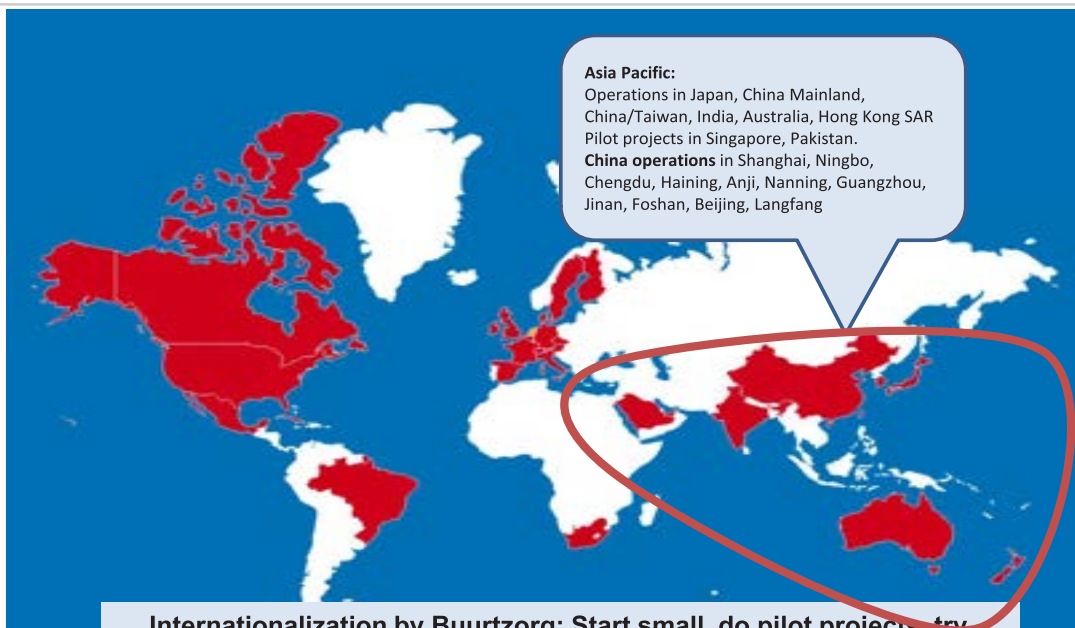 Asia Pacific:
Operations in Japan, China Mainland,
China/Taiwan, India, Australia, Hong Kong SAR
Pilot projects in Singapore, Pakistan.
China operations in Shanghai, Ningbo,
Chengdu, Haining, Anji, Nanning, Guangzhou,
Jinan, Foshan, Beijing, Langfang
Internationalization by Buurtzorg: Start small, do pilot projects, try